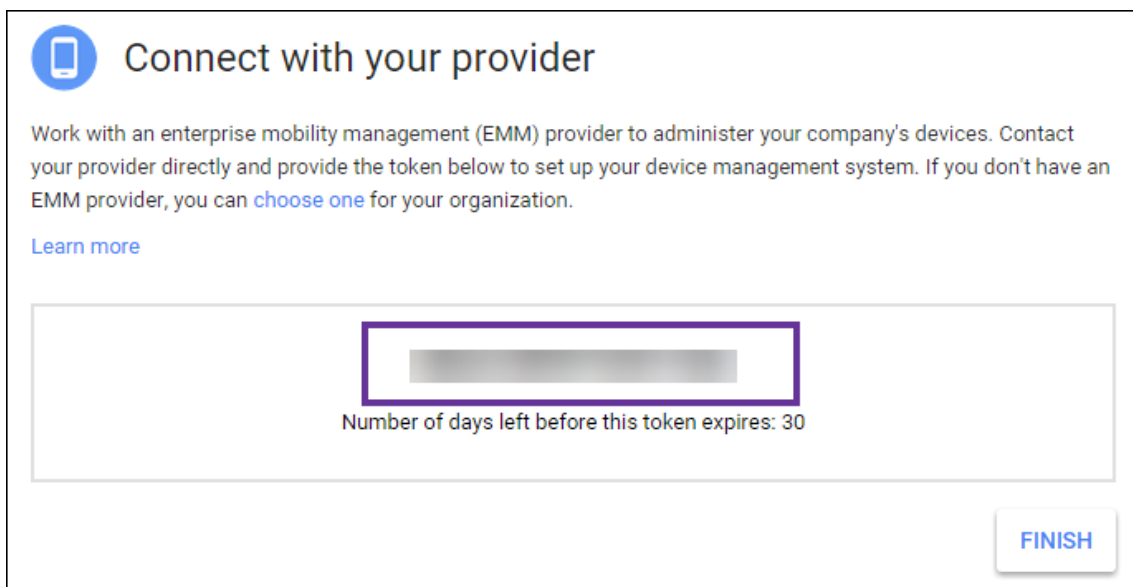 Connect with your provider
Work with an enterprise mobility management (EMM) provider to administer your company's devices. Contact
your provider directly and provide the token below to set up your device management system. If you don't have an
EMM provider, you can choose one for your organization.
Learn more
Number of days left before this token expires: 30
FINISH